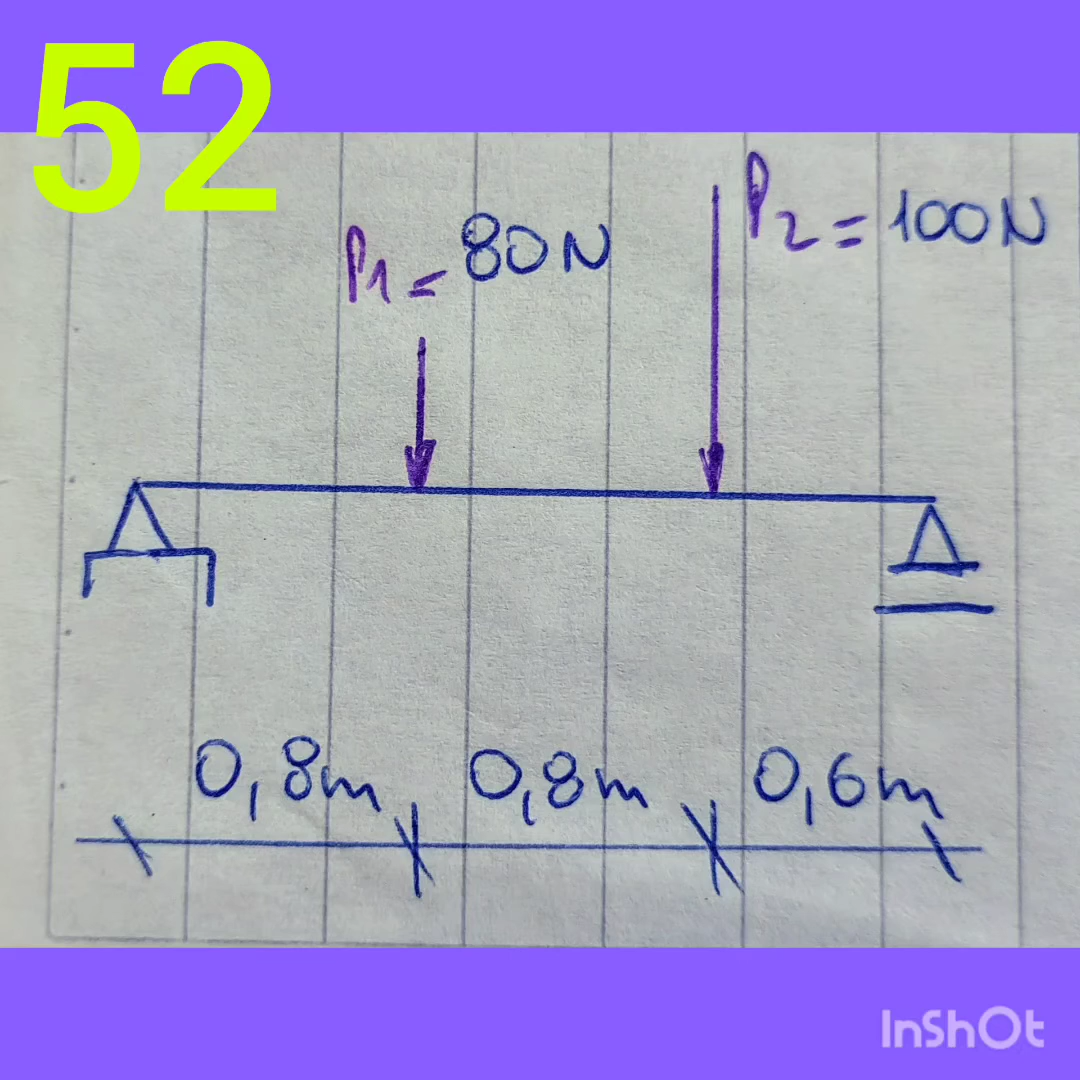 52
P1 = 80N
P2 = 100N
0,8m 0,8m 0,6m
InShOt